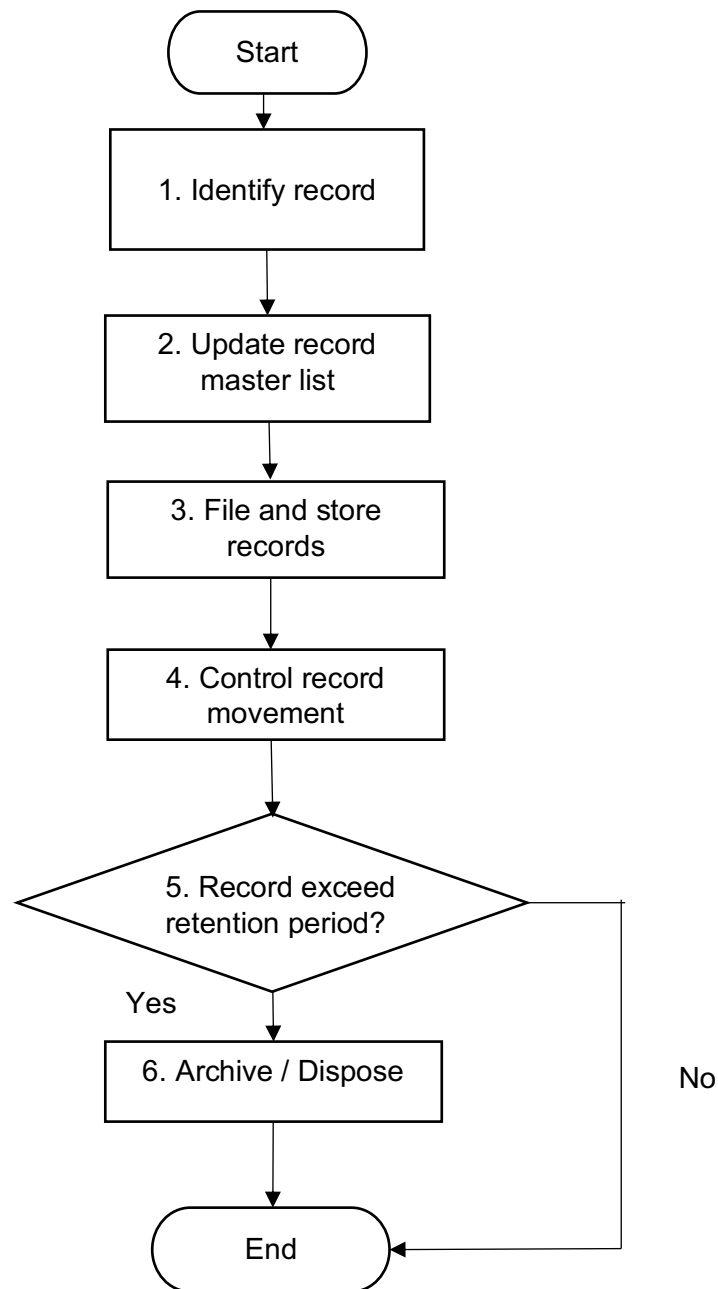 Start
1. Identify record
2. Update record
master list
3. File and store
records
4. Control record
movement
5. Record exceed
retention period?
Yes
6. Archive / Dispose
No
End